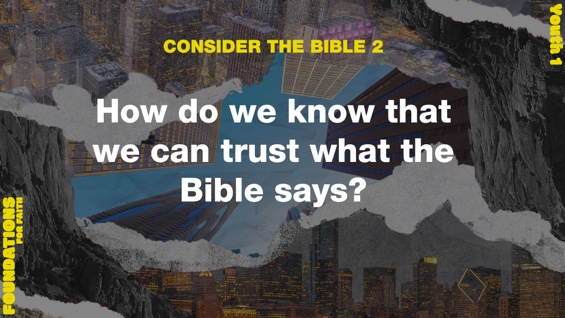 CONSIDER THE BIBLE 2
How do we know that
we can trust what the
Bible says?
Youth 1
FOUNDATIONS
FOR FAITH